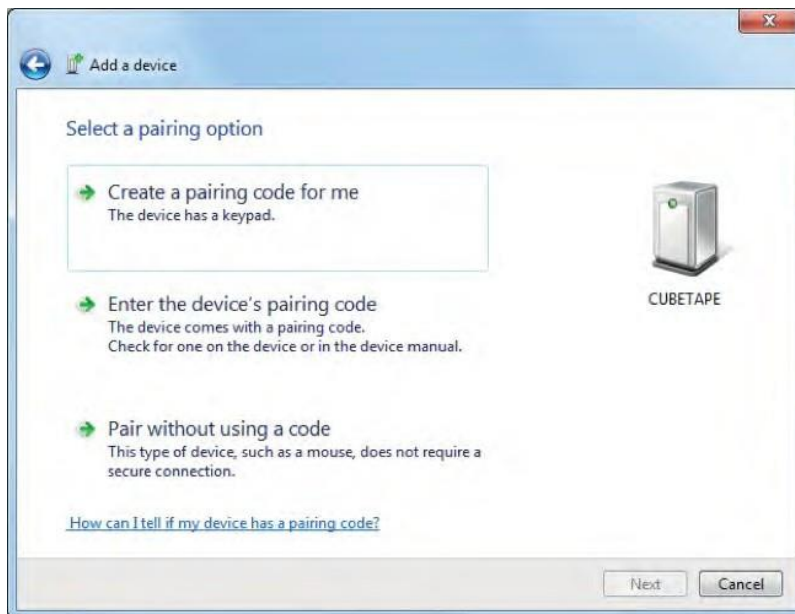 Add a device
Select a pairing option
Create a pairing code for me
The device has a keypad.
CUBETAPE
Enter the device's pairing code
The device comes with a pairing code.
Check for one on the device or in the device manual.
Pair without using a code
This type of device, such as a mouse, does not require a
secure connection.
How can I tell if my device has a pairing code?
Next
Cancel